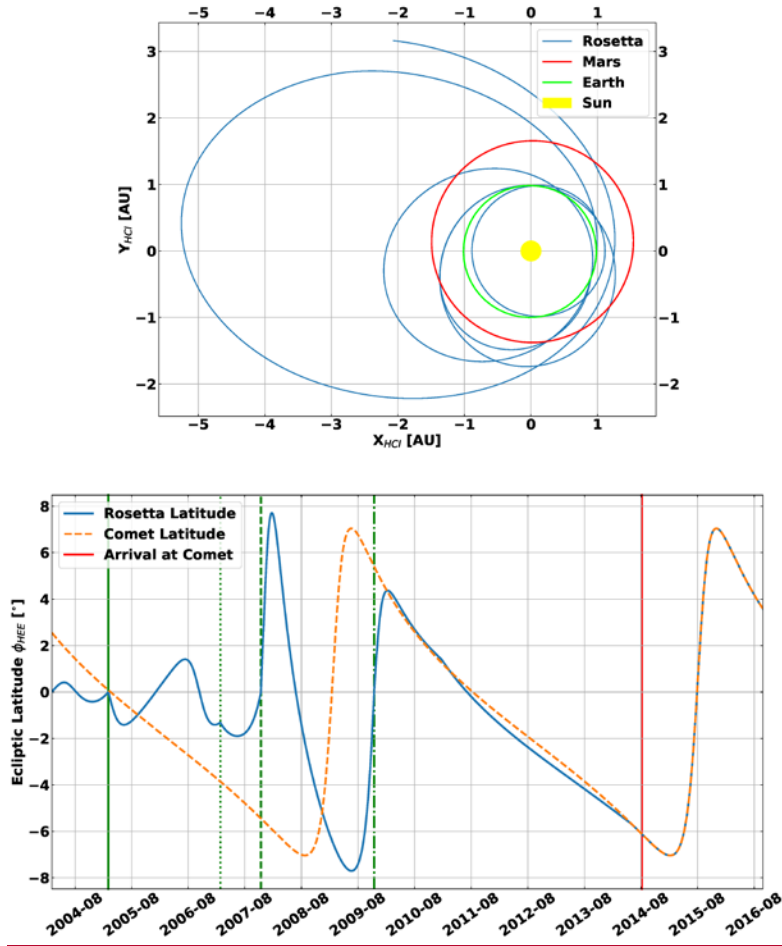 −5 −4 −3 −2 −1 0 1
Rosetta
Mars
Earth
Sun
3 3
2 2
1 1
0 0
−1 −1
−2 −2
Y_HCI [AU]
−5 −4 −3 −2 −1 0 1
X_HCI [AU]
Rosetta Latitude
Comet Latitude
Arrival at Comet
8
6
4
2
0
−2
−4
−6
−8
Ecliptic Latitude ϕ_HEE [°]
2004-08 2005-08 2006-08 2007-08 2008-08 2009-08 2010-08 2011-08 2012-08 2013-08 2014-08 2015-08 2016-08